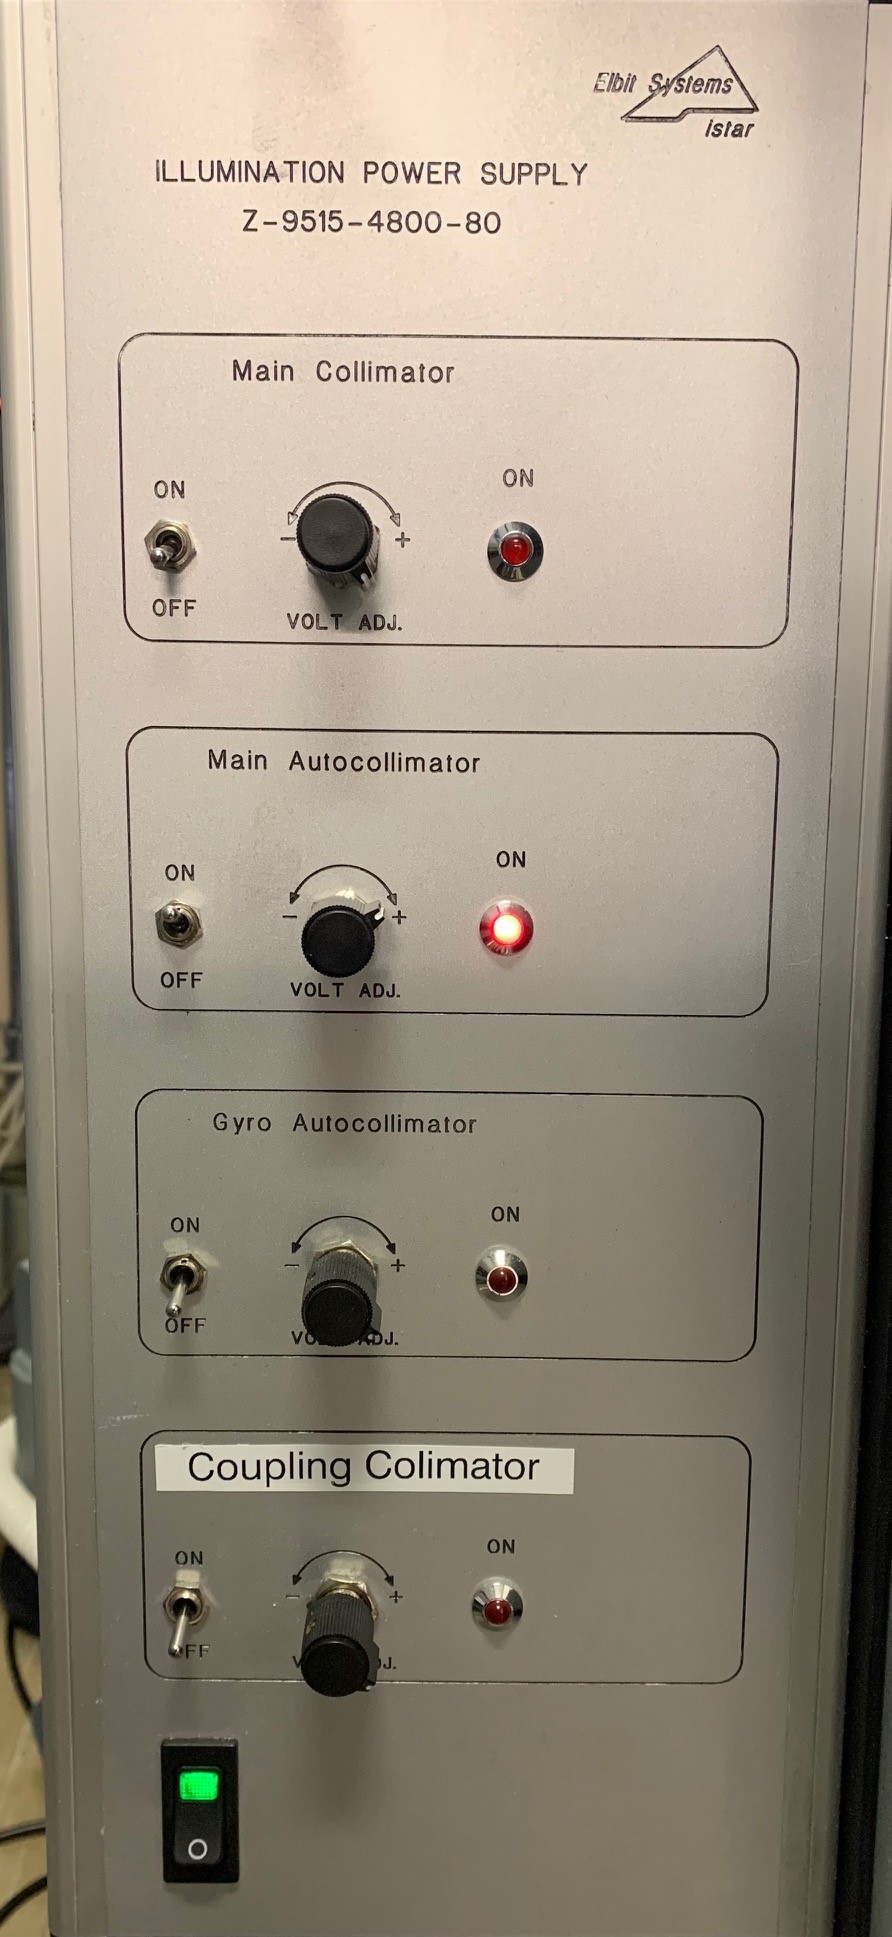 Elbit Systems
istar
ILLUMINATION POWER SUPPLY
Z-9515-4800-80
Main Collimator
ON
ON
- +
OFF
VOLT ADJ.
Main Autocollimator
ON
ON
- +
OFF
VOLT ADJ.
Gyro Autocollimator
ON
ON
- +
OFF
Coupling Colimator
ON
ON
- +
O